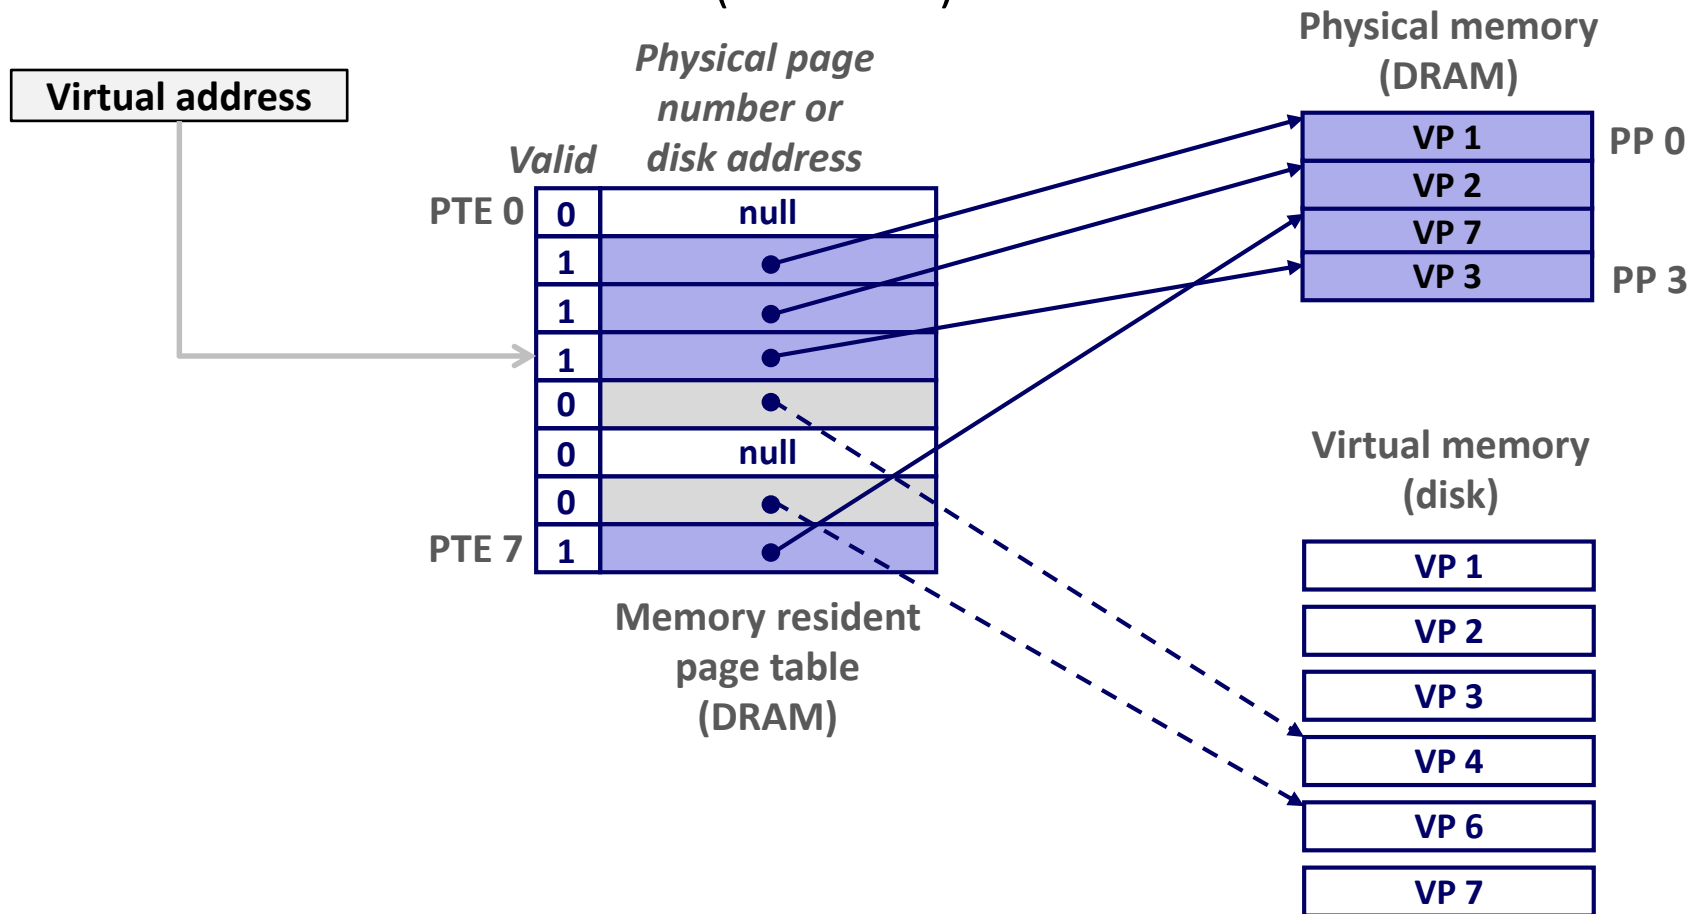 ( )
Virtual address
Physical page
number or
disk address
Valid
PTE 0
0
null
1
1
1
0
0
null
0
PTE 7
1
Memory resident
page table
(DRAM)
Physical memory
(DRAM)
VP 1
PP 0
VP 2
VP 7
VP 3
PP 3
Virtual memory
(disk)
VP 1
VP 2
VP 3
VP 4
VP 6
VP 7